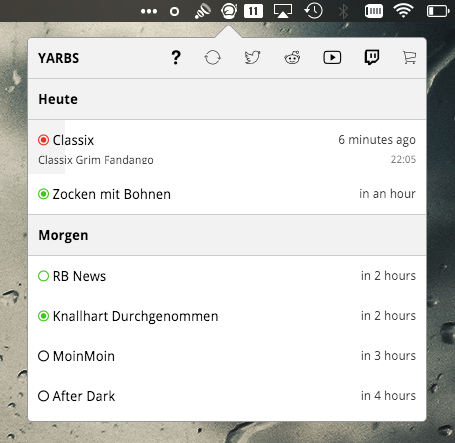 11
YARBS ?
Heute
Classix 6 minutes ago
Classix Grim Fandango 22:05
Zocken mit Bohnen in an hour
Morgen
RB News in 2 hours
Knallhart Durchgenommen in 2 hours
MoinMoin in 3 hours
After Dark in 4 hours